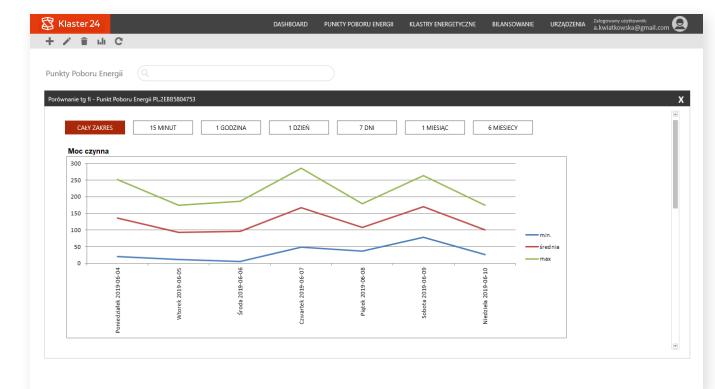 Klaster24
DASHBOARD PUNKTY POBORU ENERGII KLASTRY ENERGETYCZNE BILANSOWANIE URZĄDZENIA
Zalogowany użytkownik:
a.kwiatkowska@gmail.com
Punkty Poboru Energii
Porównanie tg fi - Punkt Poboru Energii PL.2EBB5804753 X
CAŁY ZAKRES 15 MINUT 1 GODZINA 1 DZIEŃ 7 DNI 1 MIESIĄC 6 MIESIECY
Moc czynna
300
250
200
150
100
50
0
min.
średnia
max
Poniedziałek 2019-06-04
Wtorek 2019-06-05
Środa 2019-06-06
Czwartek 2019-06-07
Piątek 2019-06-08
Sobota 2019-06-09
Niedziela 2019-06-10